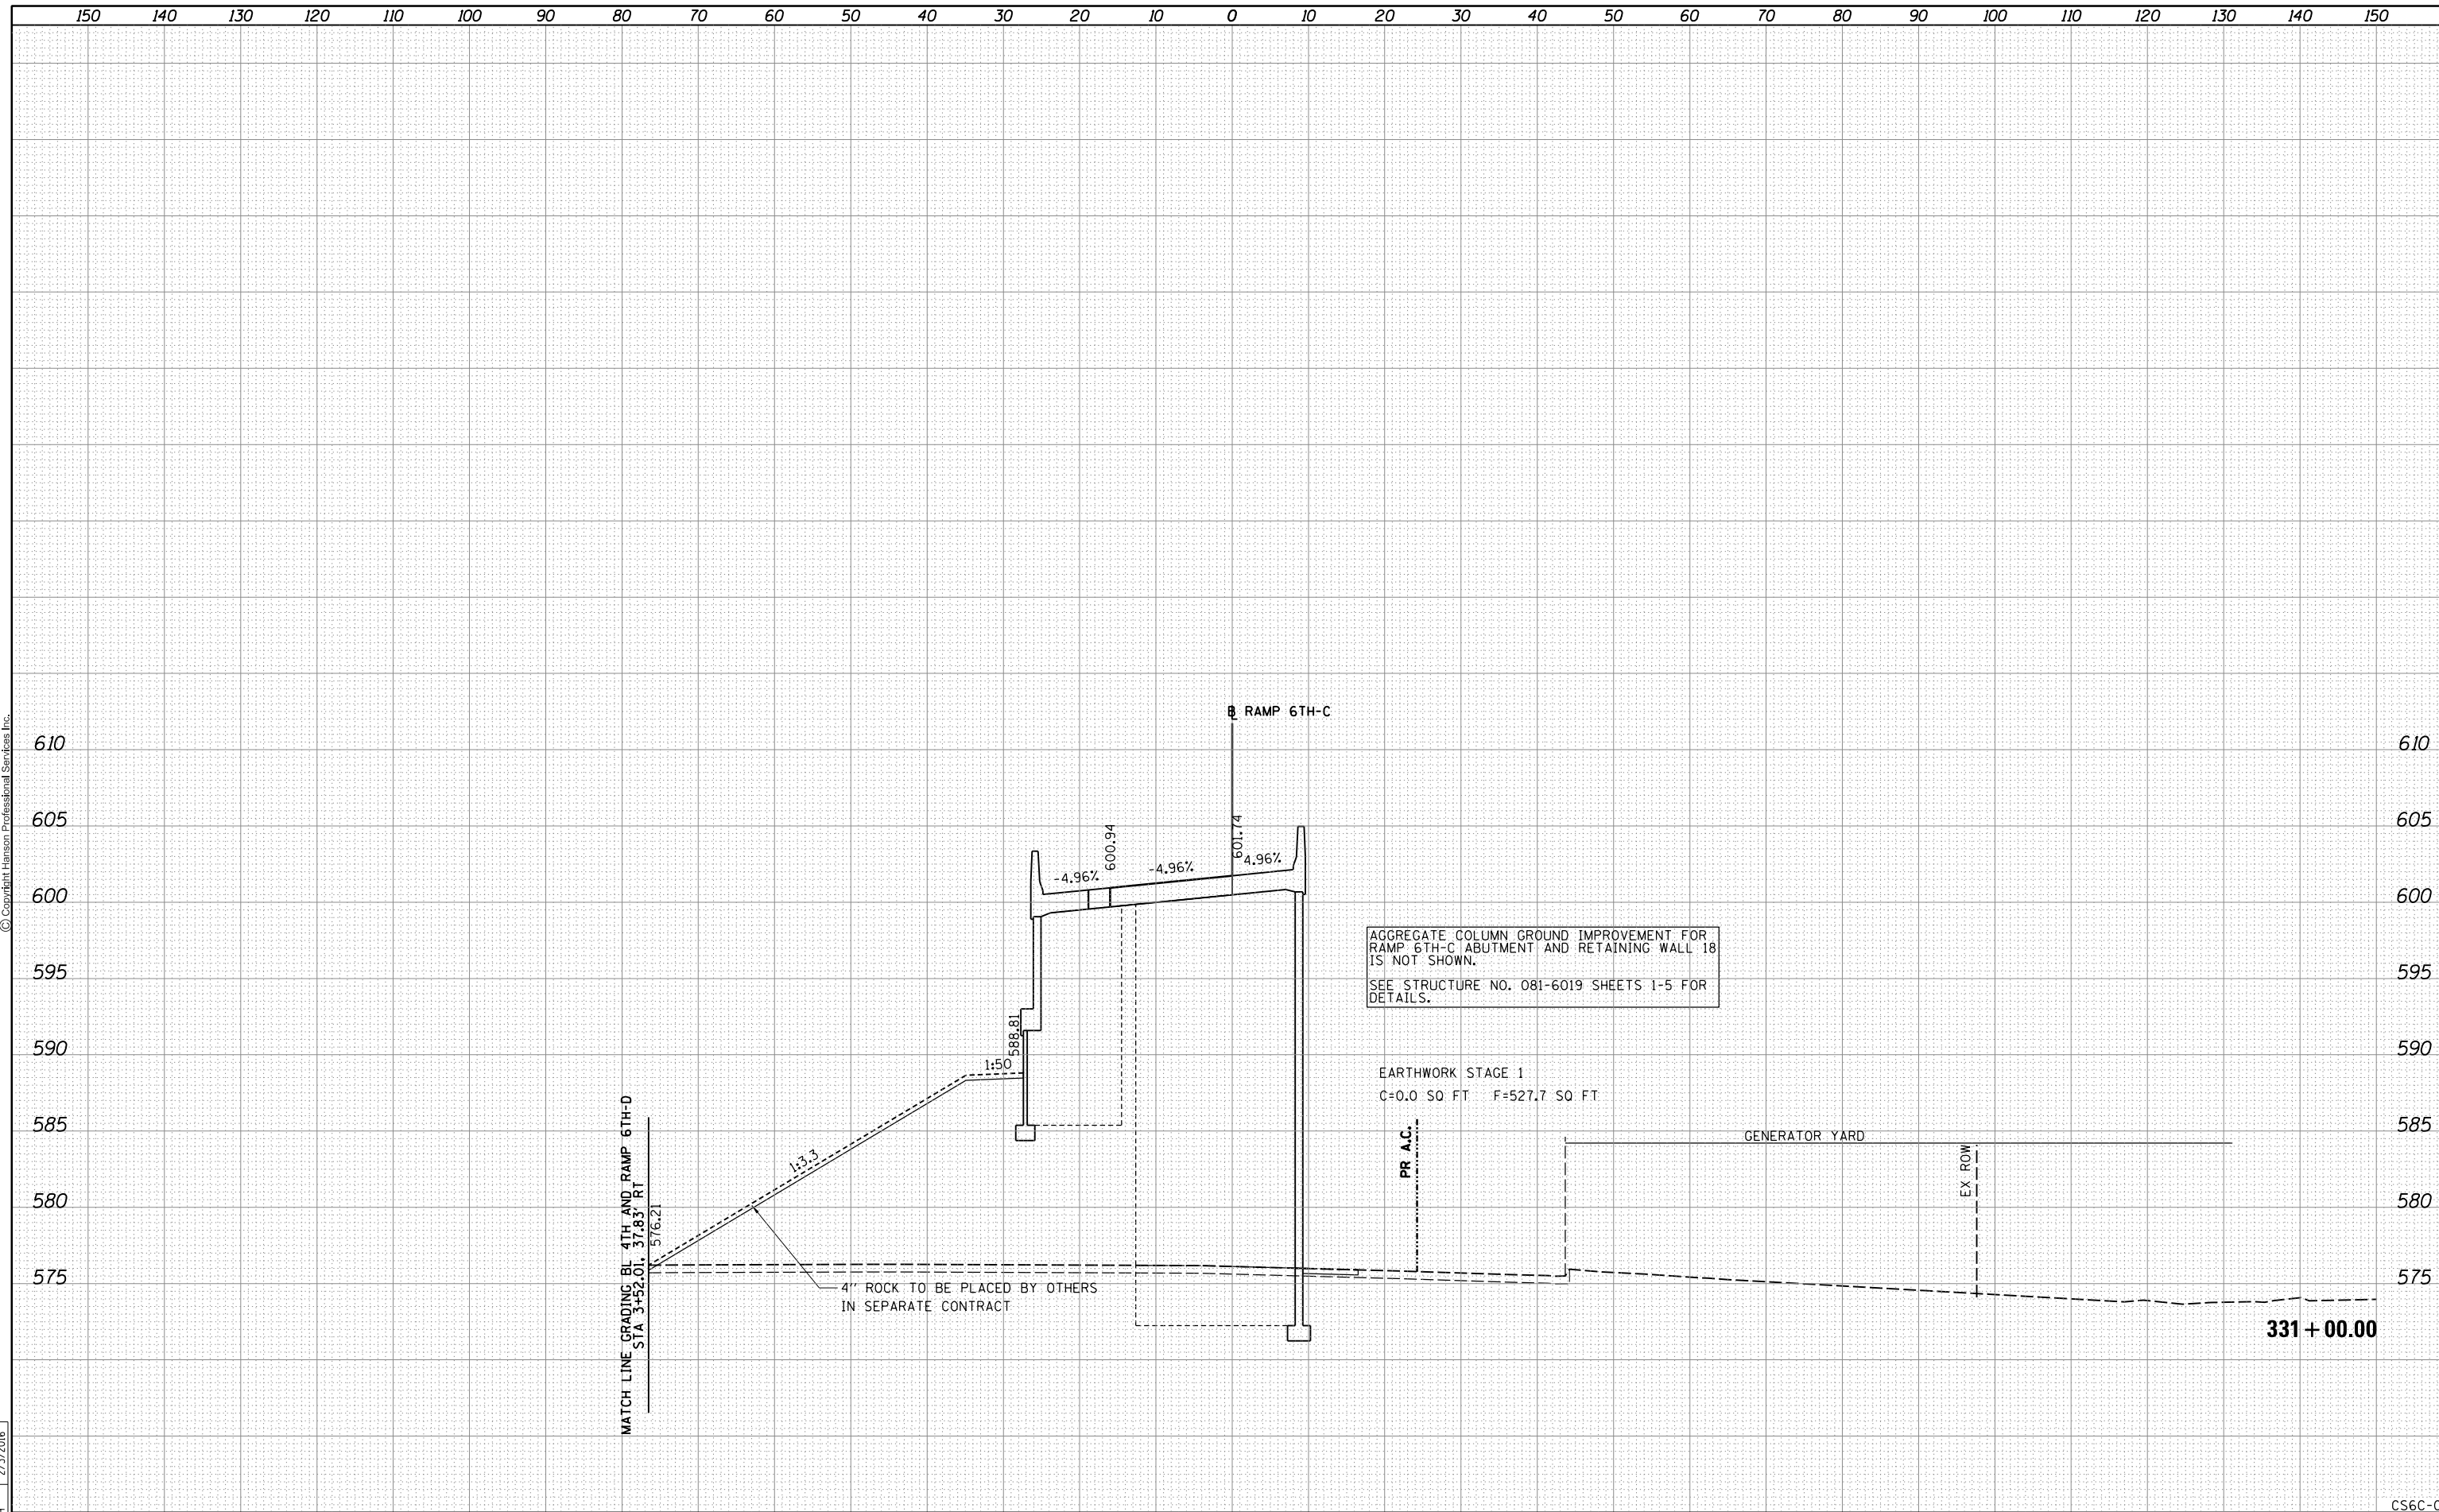 150 140 130 120 110 100 90 80 70 60 50 40 30 20 10 0 10 20 30 40 50 60 70 80 90 100 110 120 130 140 150
RAMP 6TH-C
610 610
605 605
600 600
595 595
590 590
585 585
580 580
575 575
600.94
601.74
-4.96%
-4.96%
4.96%
AGGREGATE COLUMN GROUND IMPROVEMENT FOR
RAMP 6TH-C ABUTMENT AND RETAINING WALL 18
IS NOT SHOWN.
SEE STRUCTURE NO. 081-6019 SHEETS 1-5 FOR
DETAILS.
588.81
1:50
EARTHWORK STAGE 1
C=0.0 SQ FT F=527.7 SQ FT
PR A.C.
GENERATOR YARD
EX ROW
1:3.3
MATCH LINE GRADING BL 4TH AND RAMP 6TH-D
STA 3+52.01, 37.83' RT
576.21
4'' ROCK TO BE PLACED BY OTHERS
IN SEPARATE CONTRACT
331+00.00
© Copyright Hanson Professional Services Inc.